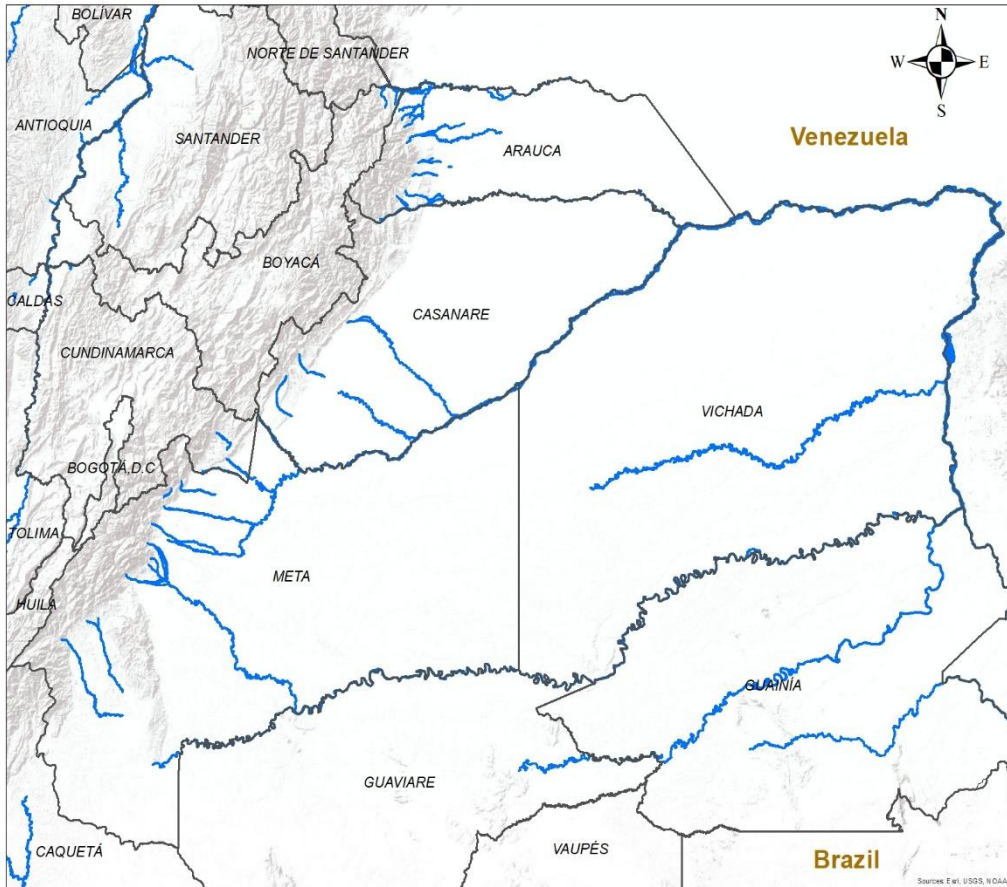 BOLÍVAR
N
NORTE DE SANTANDER
W
E
S
ANTIOQUIA
SANTANDER
ARAUCA
Venezuela
BOYACÁ
CALDAS
CASANARE
CUNDINAMARCA
VICHADA
BOGOTÁ, D.C
TOLIMA
META
HUILA
GUAINÍA
GUAVIARE
CAQUETÁ
VAUPÉS
Brazil
Sources: Esri, USGS, NOAA